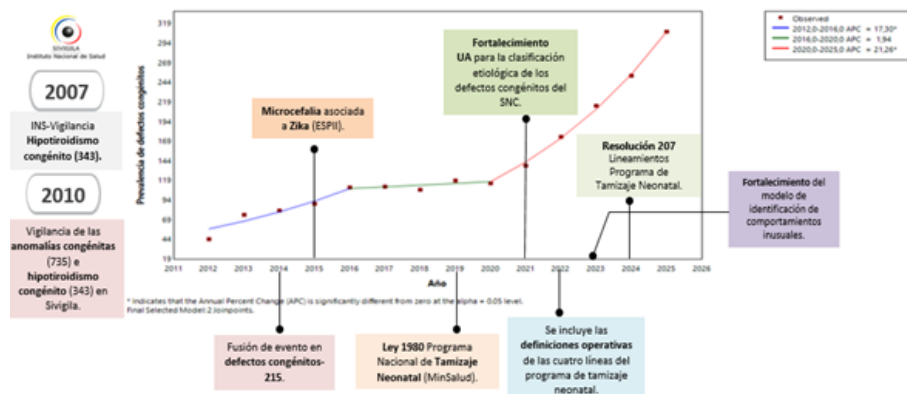 SIVIGILA
Instituto Nacional de Salud
2007
INS-Vigilancia
Hipotiroidismo
congénito (343).
2010
Vigilancia de las
anomalías congénitas
(735) e
hipotiroidismo
congénito (343) en
Sivigila.
Prevalencia de defectos congénitos
319
294
269
244
219
194
169
144
119
94
69
44
19
2011
2012
2013
2014
2015
2016
2017
2018
2019
2020
2021
2022
2023
2024
2025
2026
Año
Observed
2012,0-2016,0 APC = 17,30*
2016,0-2020,0 APC = 1,94
2020,0-2025,0 APC = 21,26*
Microcefalia asociada
a Zika (ESPII).
Fortalecimiento
UA para la clasificación
etiológica de los
defectos congénitos del
SNC.
Resolución 207
Lineamientos
Programa de
Tamizaje Neonatal.
Fortalecimiento del
modelo de
identificación de
comportamientos
inusuales.
* Indicates that the Annual Percent Change (APC) is significantly different from zero at the alpha = 0.05 level.
Final Selected Model: 2 Joinpoints.
Fusión de evento en
defectos congénitos-
215.
Ley 1980 Programa
Nacional de Tamizaje
Neonatal (MinSalud).
Se incluye las
definiciones operativas
de las cuatro líneas del
programa de tamizaje
neonatal.